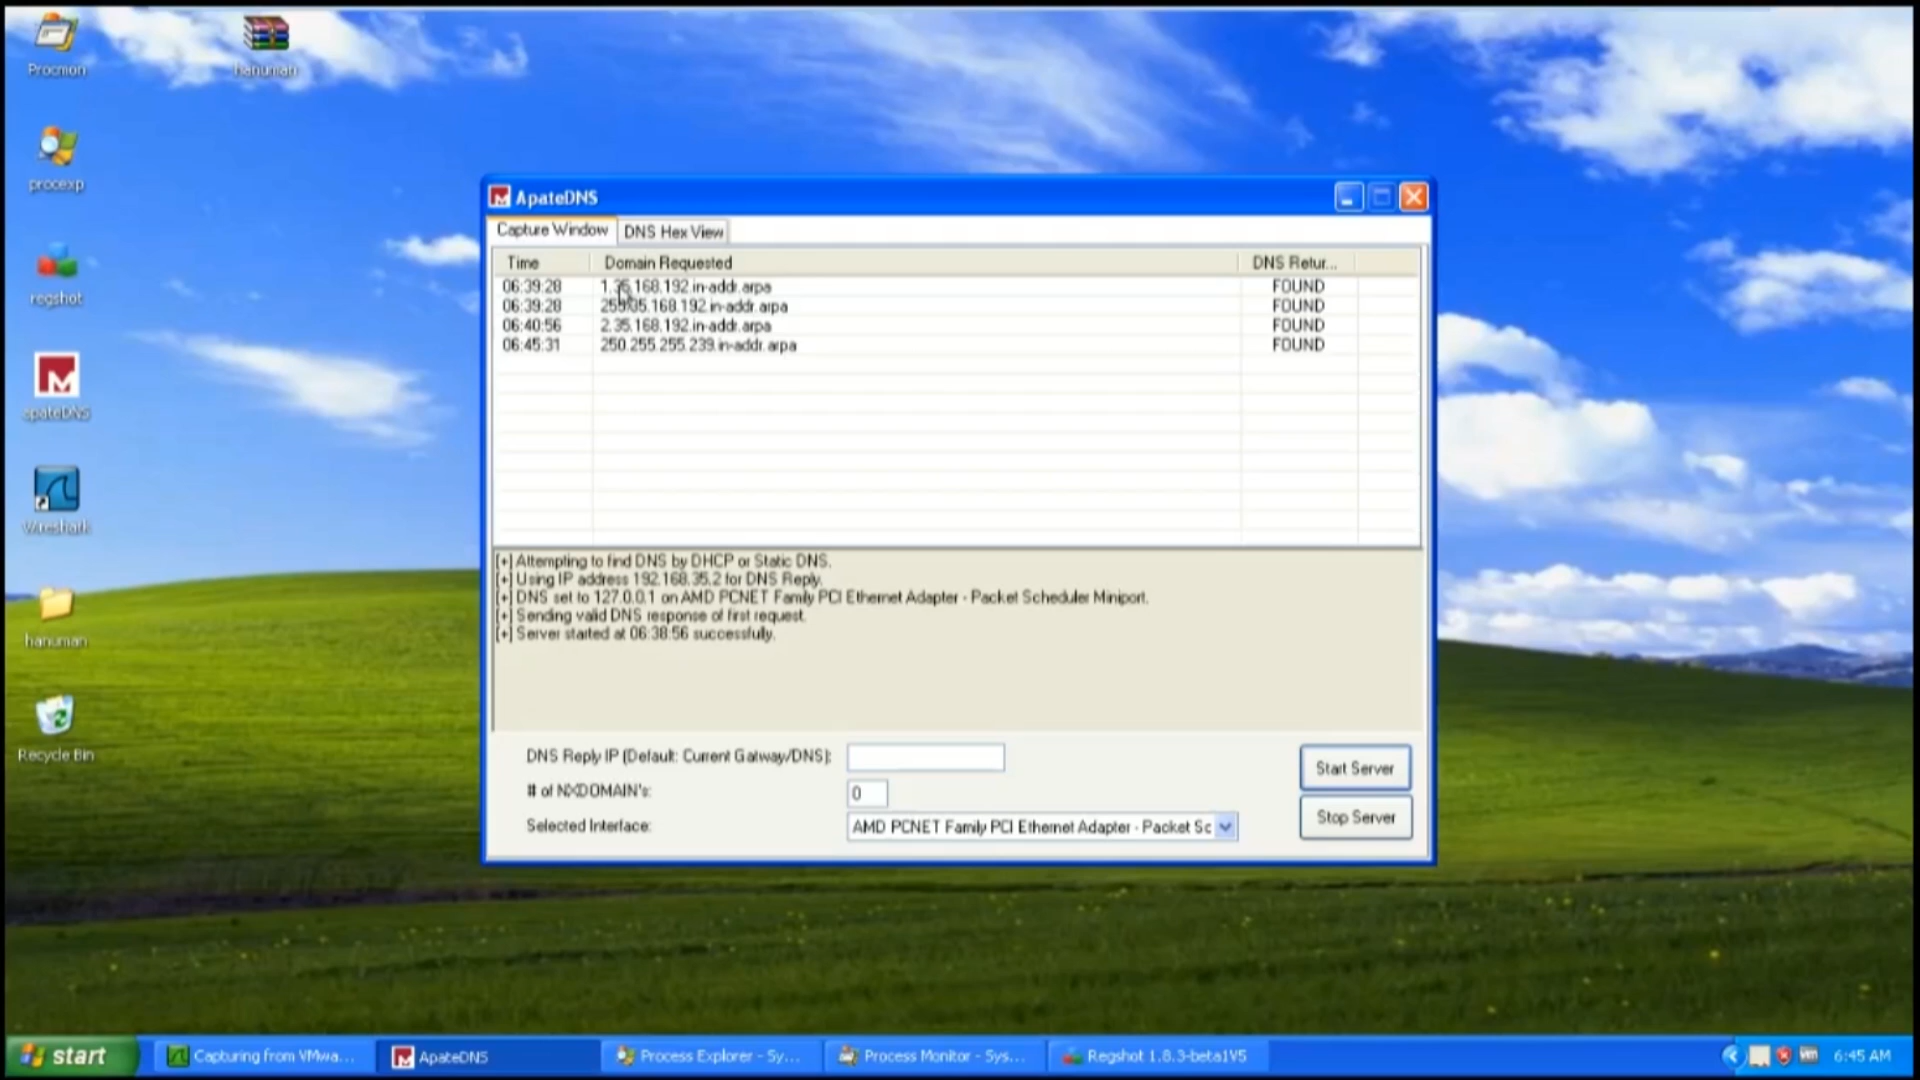 Procmon
hanuman
procexp
regshot
apateDNS
Wireshark
hanuman
Recycle Bin
ApateDNS
Capture Window
DNS Hex View
Time Domain Requested DNS Retur...
06:39:28 1.35.168.192.in-addr.arpa FOUND
06:39:28 255.35.168.192.in-addr.arpa FOUND
06:40:56 2.35.168.192.in-addr.arpa FOUND
06:45:31 250.255.255.239.in-addr.arpa FOUND
[+] Attempting to find DNS by DHCP or Static DNS.
[+] Using IP address 192.168.35.2 for DNS Reply.
[+] DNS set to 127.0.0.1 on AMD PCNET Family PCI Ethernet Adapter - Packet Scheduler Miniport.
[+] Sending valid DNS response of first request.
[+] Server started at 06:38:56 successfully.
DNS Reply IP (Default: Current Gatway/DNS):
Start Server
# of NXDOMAIN's: 0
Stop Server
Selected Interface: AMD PCNET Family PCI Ethernet Adapter - Packet Sc
start
Capturing from VMwa...
ApateDNS
Process Explorer - Sy...
Process Monitor - Sys...
Regshot 1.8.3-beta1V5
6:45 AM